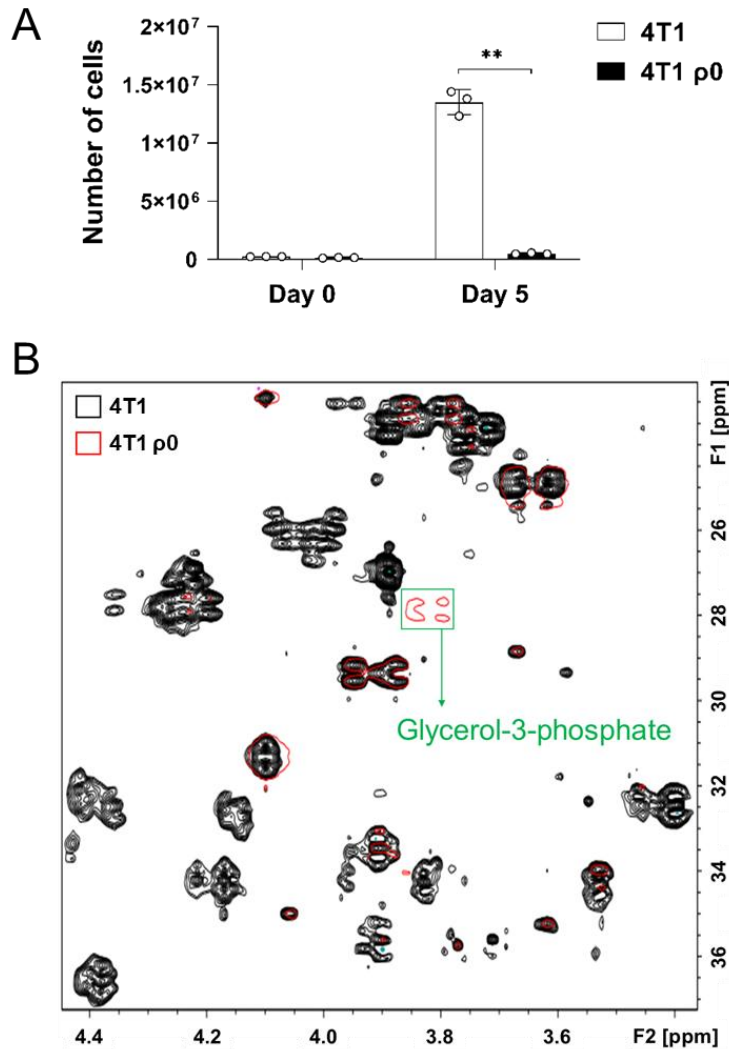 A
Number of cells
2×10⁷
1.5×10⁷
1×10⁷
5×10⁶
0
Day 0
Day 5
**
4T1
4T1 ρ0
B
4T1
4T1 ρ0
Glycerol-3-phosphate
F1 [ppm]
26
28
30
32
34
36
4.4
4.2
4.0
3.8
3.6
F2 [ppm]